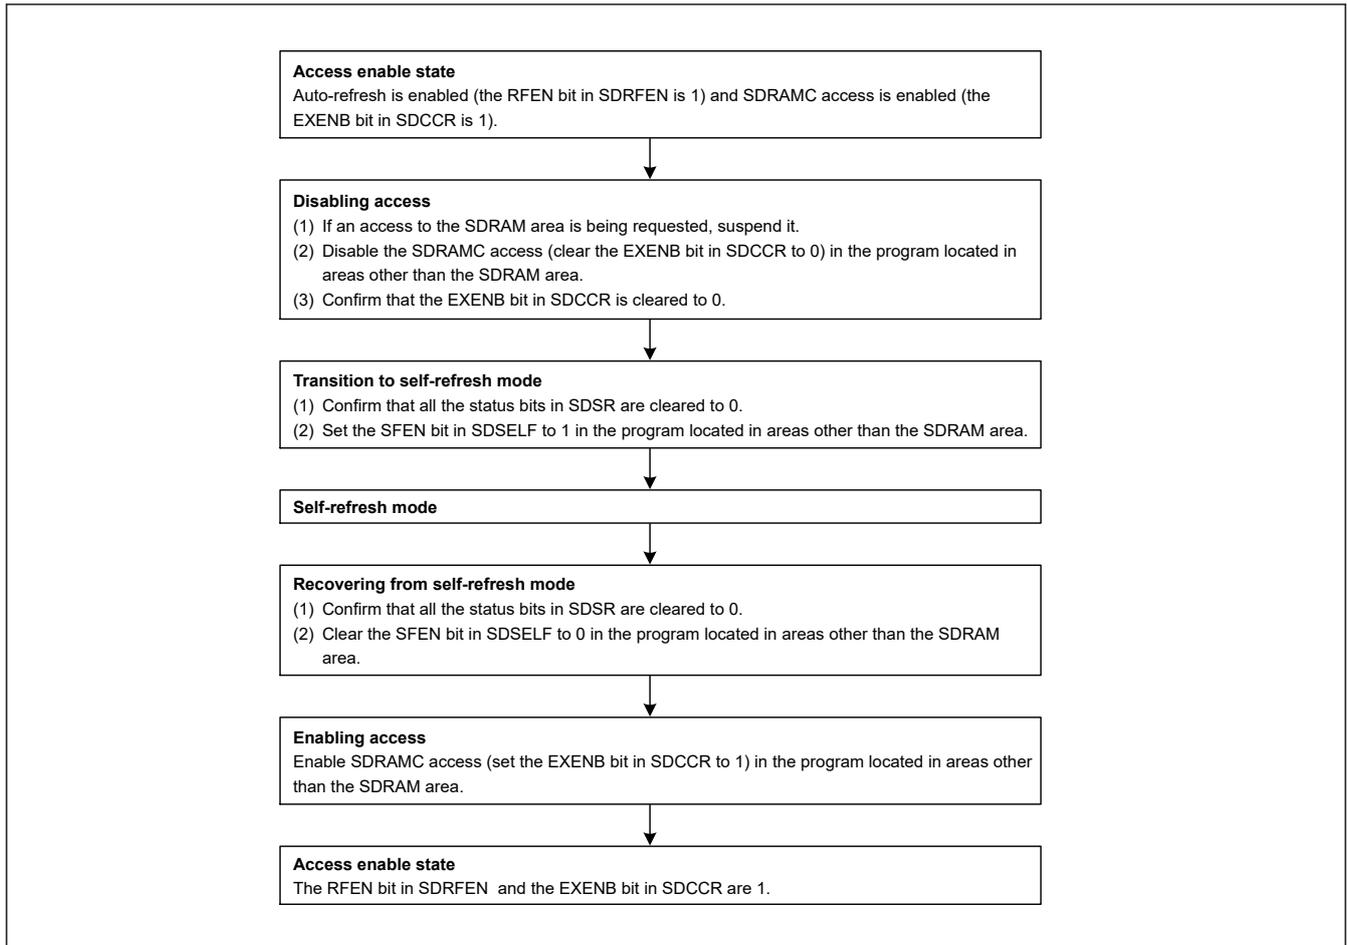 Access enable state
Auto-refresh is enabled (the RFEN bit in SDRFEN is 1) and SDRAMC access is enabled (the
EXENB bit in SDCCR is 1).
Disabling access
(1) If an access to the SDRAM area is being requested, suspend it.
(2) Disable the SDRAMC access (clear the EXENB bit in SDCCR to 0) in the program located in
areas other than the SDRAM area.
(3) Confirm that the EXENB bit in SDCCR is cleared to 0.
Transition to self-refresh mode
(1) Confirm that all the status bits in SDSR are cleared to 0.
(2) Set the SFEN bit in SDSELF to 1 in the program located in areas other than the SDRAM area.
Self-refresh mode
Recovering from self-refresh mode
(1) Confirm that all the status bits in SDSR are cleared to 0.
(2) Clear the SFEN bit in SDSELF to 0 in the program located in areas other than the SDRAM
area.
Enabling access
Enable SDRAMC access (set the EXENB bit in SDCCR to 1) in the program located in areas other
than the SDRAM area.
Access enable state
The RFEN bit in SDRFEN and the EXENB bit in SDCCR are 1.